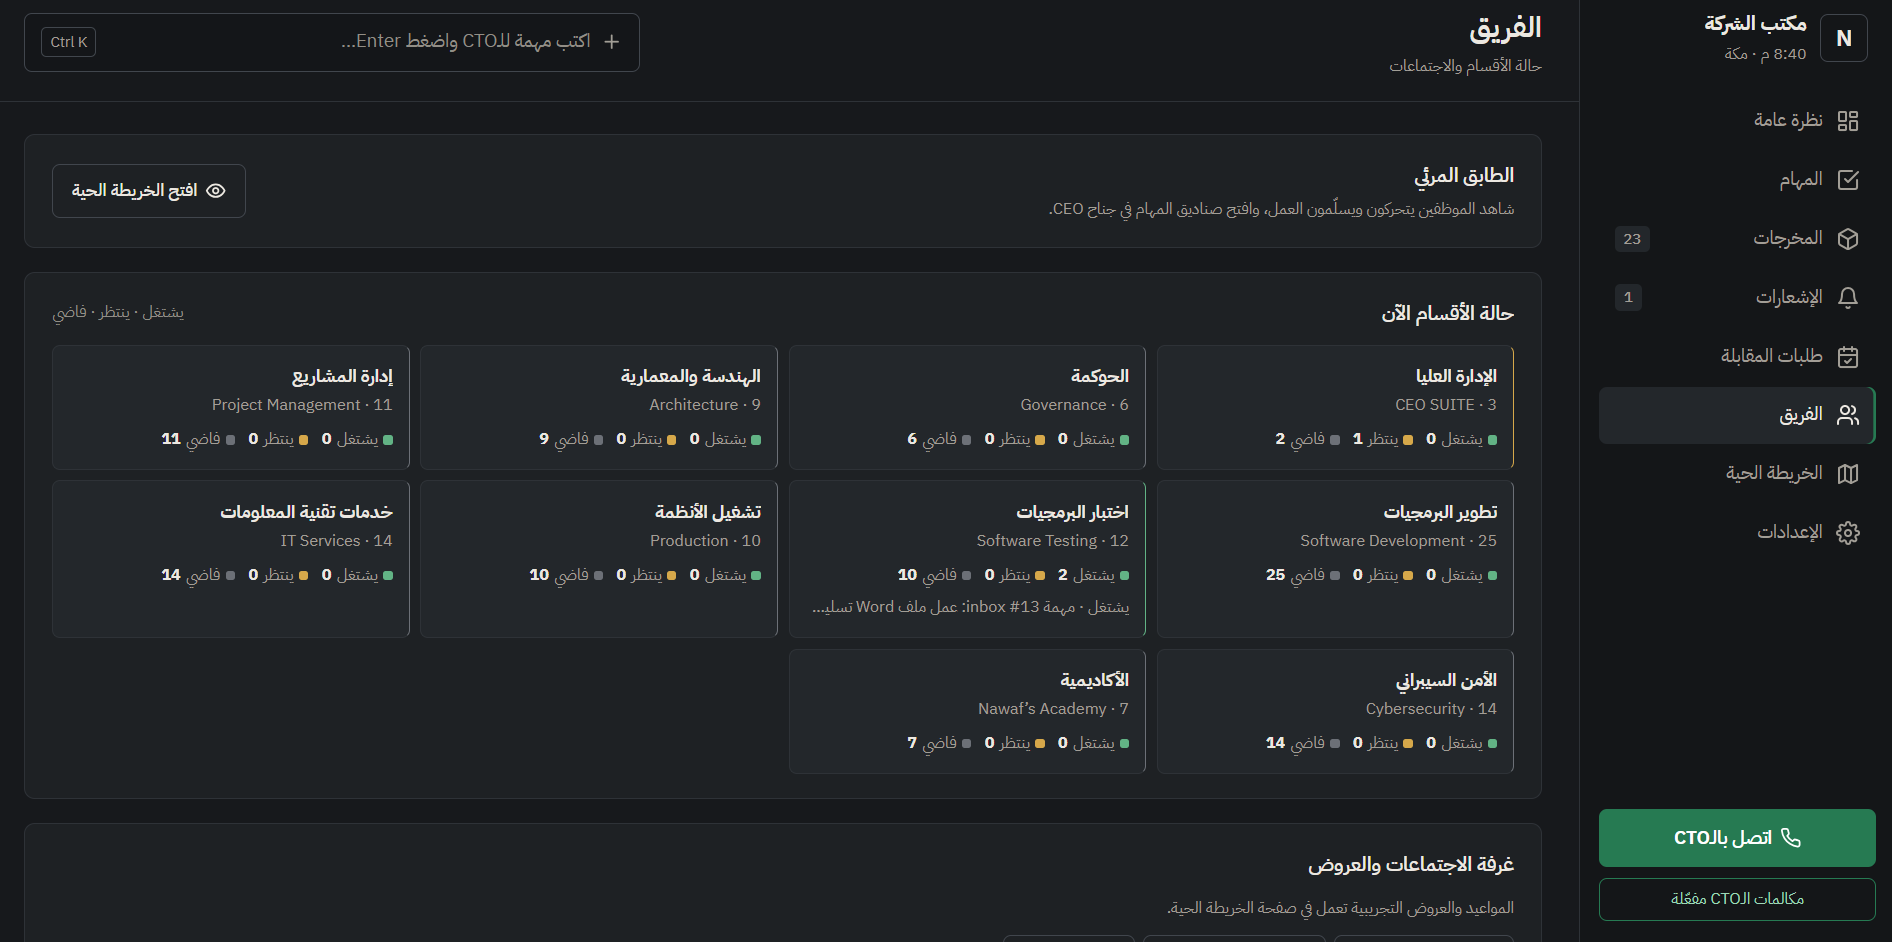 مكتب الشركة
N
8:40 م · مكة
نظرة عامة
المهام
المخرجات
23
الإشعارات
1
طلبات المقابلة
الفريق
الخريطة الحية
الإعدادات
اتصل بالـCTO
مكالمات الـCTO مفعّلة
الفريق
حالة الأقسام والاجتماعات
اكتب مهمة للـCTO واضغط Enter...
Ctrl K
الطابق المرئي
شاهد الموظفين يتحركون ويسلّمون العمل، وافتح صناديق المهام في جناح CEO.
افتح الخريطة الحية
حالة الأقسام الآن
يشتغل · ينتظر · فاضي
الإدارة العليا
CEO SUITE · 3
يشتغل 0 ينتظر 1 فاضي 2
الحوكمة
Governance · 6
يشتغل 0 ينتظر 0 فاضي 6
الهندسة والمعمارية
Architecture · 9
يشتغل 0 ينتظر 0 فاضي 9
إدارة المشاريع
Project Management · 11
يشتغل 0 ينتظر 0 فاضي 11
تطوير البرمجيات
Software Development · 25
يشتغل 0 ينتظر 0 فاضي 25
اختبار البرمجيات
Software Testing · 12
يشتغل 2 ينتظر 0 فاضي 10
يشتغل · مهمة inbox #13: عمل ملف Word تسلي...
تشغيل الأنظمة
Production · 10
يشتغل 0 ينتظر 0 فاضي 10
خدمات تقنية المعلومات
IT Services · 14
يشتغل 0 ينتظر 0 فاضي 14
الأمن السيبراني
Cybersecurity · 14
يشتغل 0 ينتظر 0 فاضي 14
الأكاديمية
Nawaf’s Academy · 7
يشتغل 0 ينتظر 0 فاضي 7
غرفة الاجتماعات والعروض
المواعيد والعروض التجريبية تعمل في صفحة الخريطة الحية.